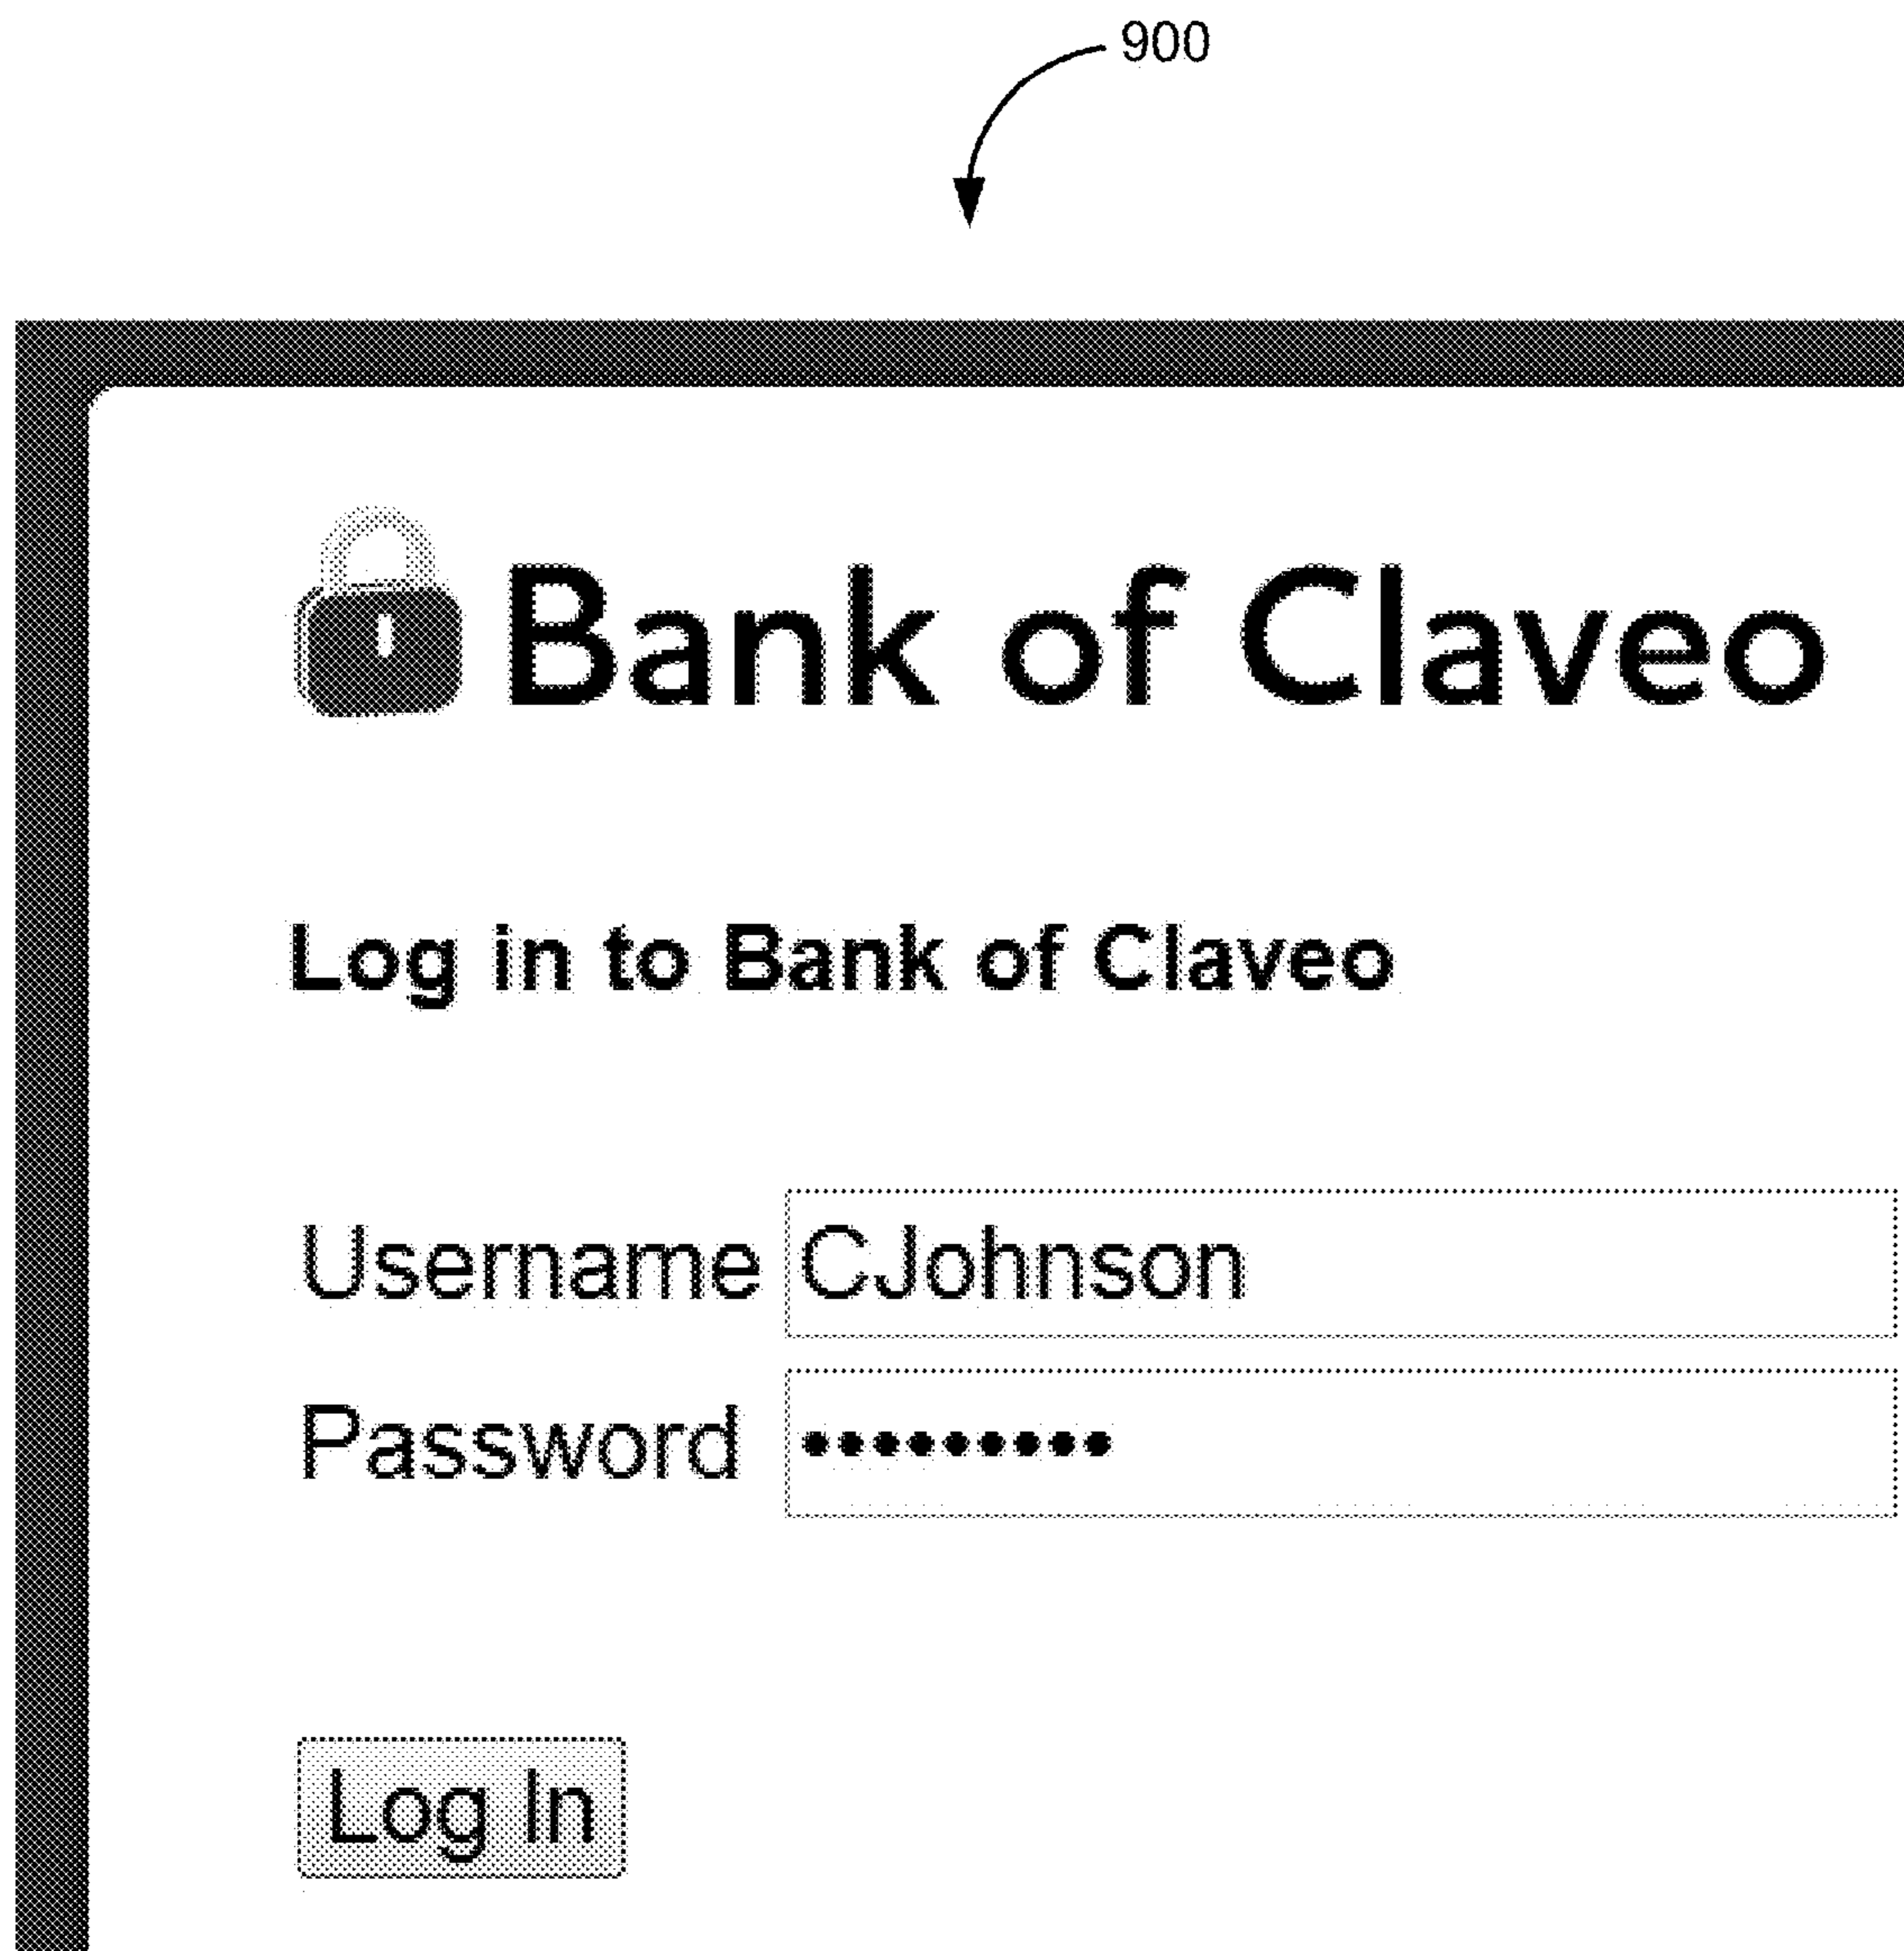 900
Bank of Claveo
Log in to Bank of Claveo
Username CJohnson
Password •••••••••
Log In